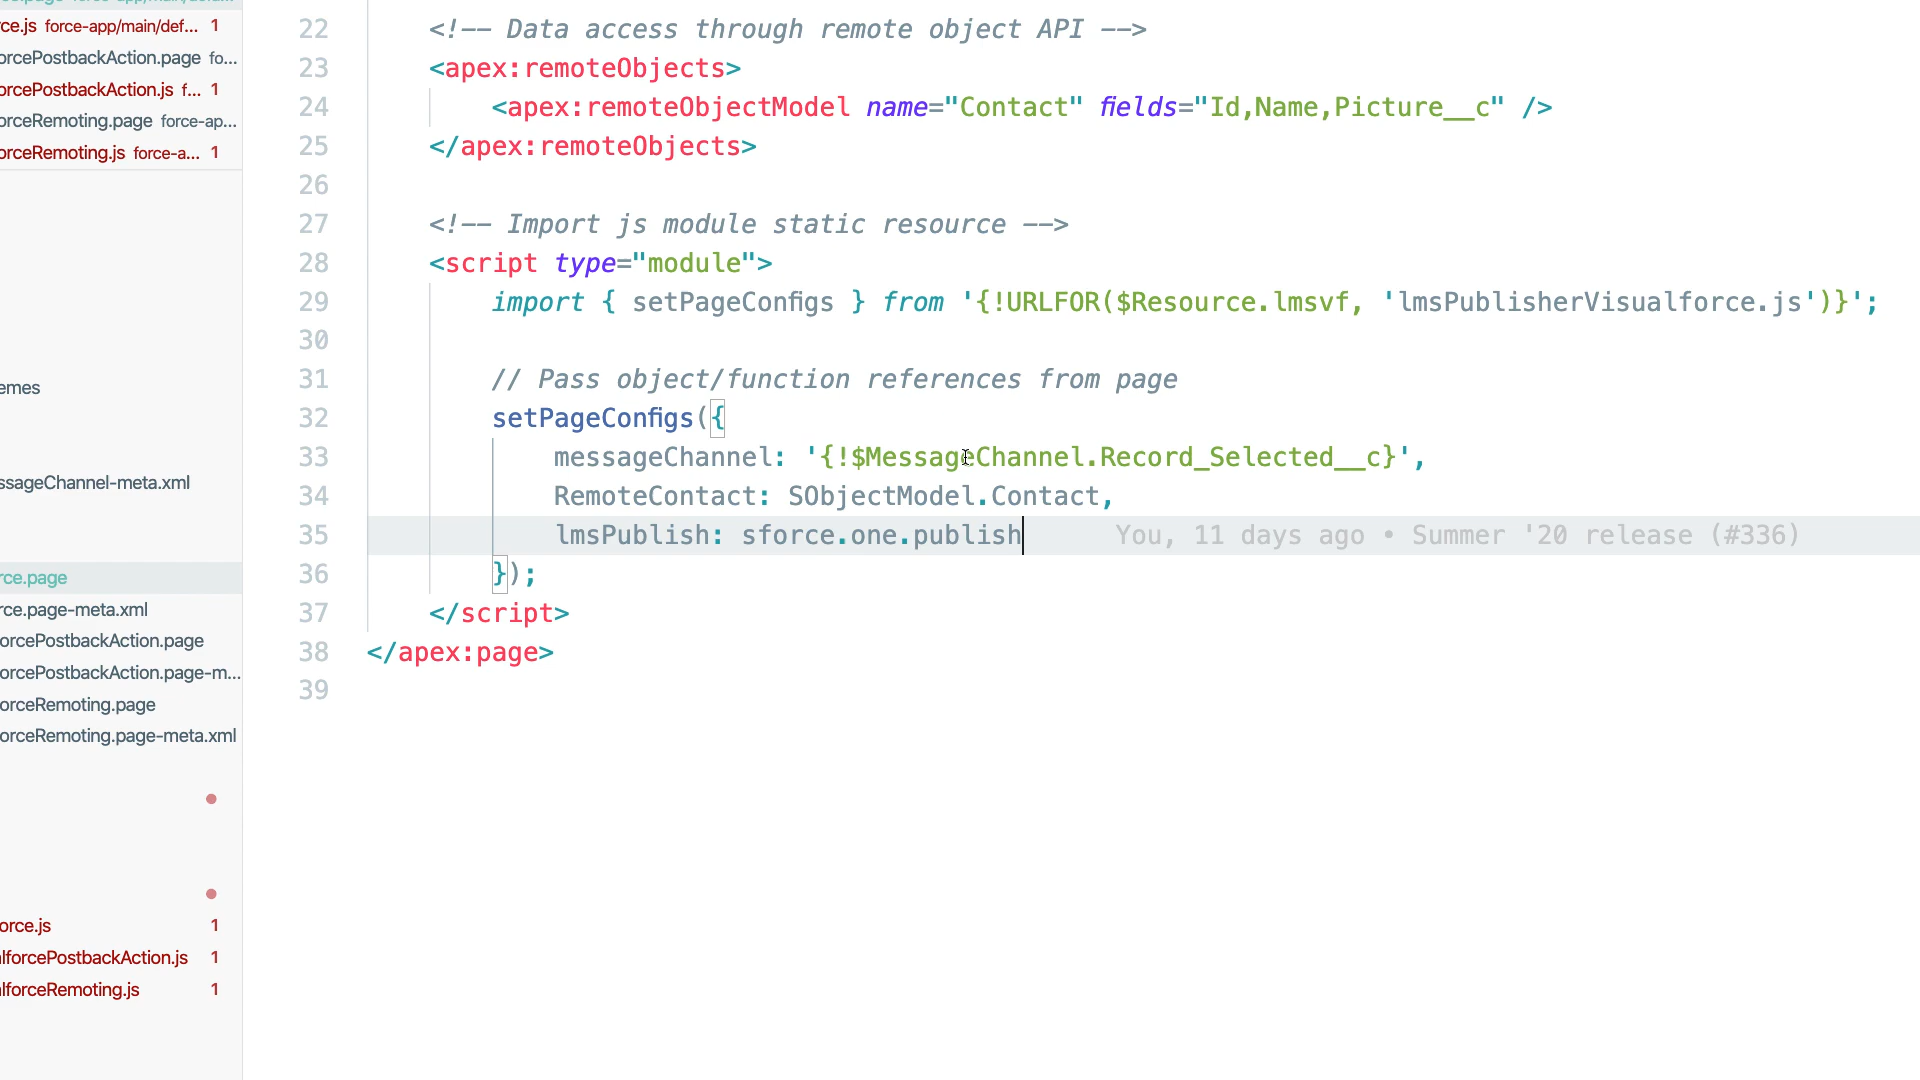 rce.js force-app/main/def... 1
orcePostbackAction.page fo...
orcePostbackAction.js f... 1
orceRemoting.page force-ap...
orceRemoting.js force-a... 1
emes
ssageChannel-meta.xml
rce.page
rce.page-meta.xml
orcePostbackAction.page
orcePostbackAction.page-m...
orceRemoting.page
orceRemoting.page-meta.xml
orce.js 1
lforcePostbackAction.js 1
lforceRemoting.js 1
22 <!-- Data access through remote object API -->
23 <apex:remoteObjects>
24 <apex:remoteObjectModel name="Contact" fields="Id,Name,Picture__c" />
25 </apex:remoteObjects>
26
27 <!-- Import js module static resource -->
28 <script type="module">
29 import { setPageConfigs } from '{!URLFOR($Resource.lmsvf, 'lmsPublisherVisualforce.js')}';
30
31 // Pass object/function references from page
32 setPageConfigs({
33 messageChannel: '{!$MessageChannel.Record_Selected__c}',
34 RemoteContact: SObjectModel.Contact,
35 lmsPublish: sforce.one.publish You, 11 days ago • Summer '20 release (#336)
36 });
37 </script>
38 </apex:page>
39